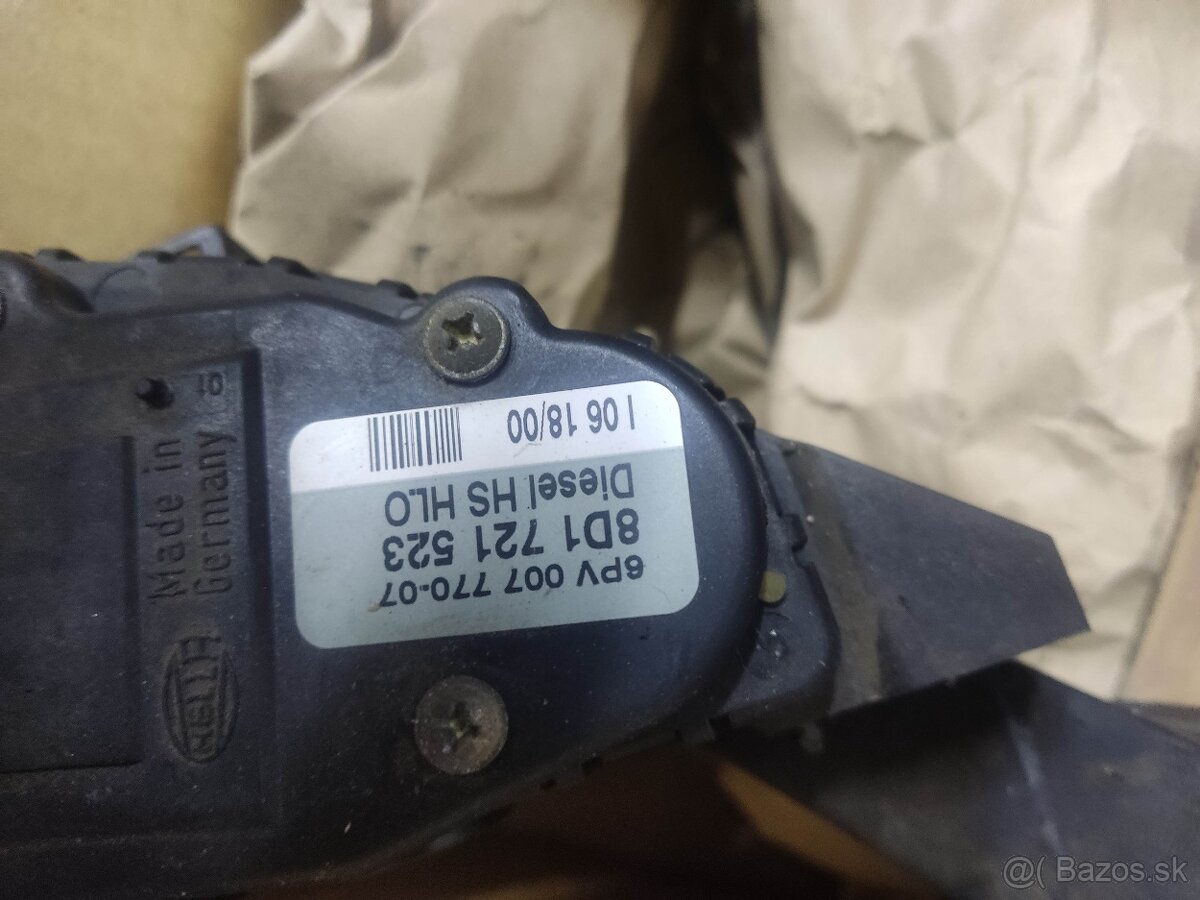 6PV 007 770-07
8D1 721 523
Diesel HS HLO
I 06 18/00
Made in
Germany
HELLA
@( Bazos.sk